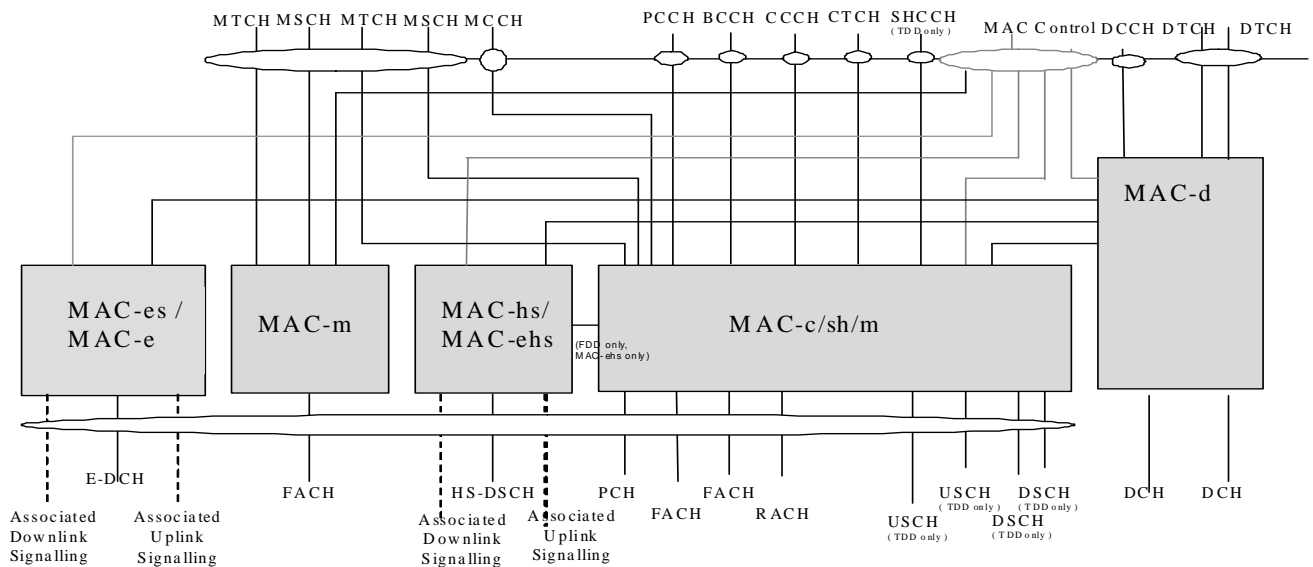 MTCH MSCH MTCH MSCH MCCH PCCH BCCH CCCH CTCH SHCCH MAC Control DCCH DTCH DTCH
( TDD only )
MAC-d
MAC-es /
MAC-e
MAC-m
MAC-hs/
MAC-ehs
(FDD only,
MAC-ehs only)
MAC-c/sh/m
E-DCH
FACH
HS-DSCH
PCH
FACH
FACH
RACH
USCH
( TDD only )
USCH
( TDD only )
DSCH
( TDD only )
DSCH
( TDD only )
DCH
DCH
Associated
Downlink
Signalling
Associated
Uplink
Signalling
Associated
Downlink
Signalling
Associated
Uplink
Signalling